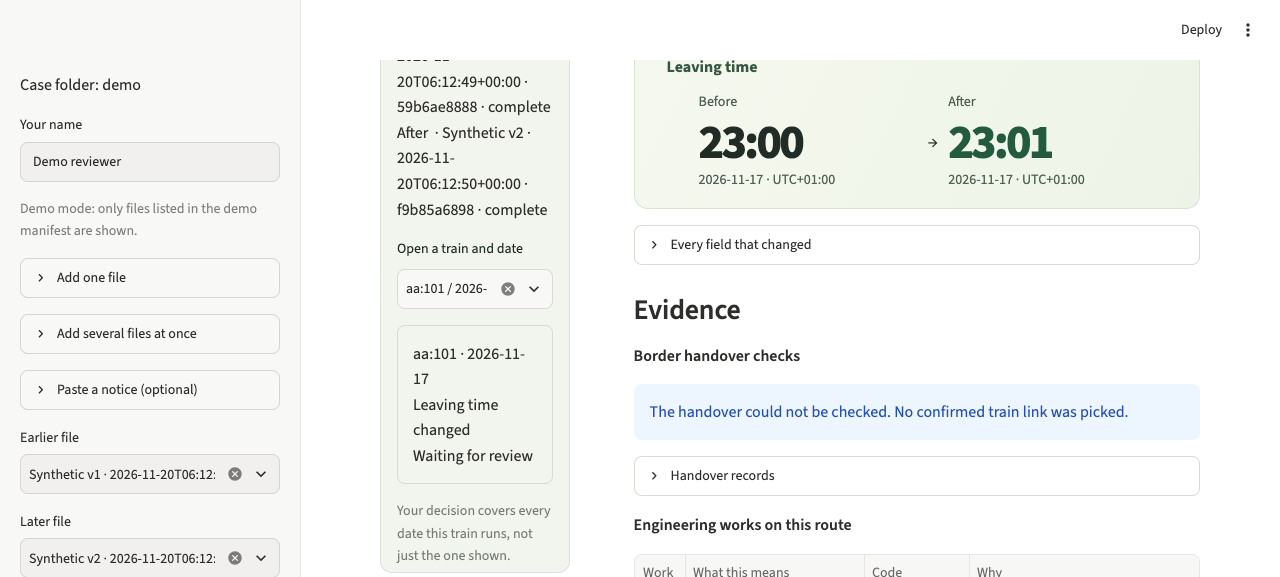 Deploy
Case folder: demo
Your name
Demo reviewer
Demo mode: only files listed in the demo
manifest are shown.
Add one file
Add several files at once
Paste a notice (optional)
Earlier file
Synthetic v1 · 2026-11-20T06:12:
Later file
Synthetic v2 · 2026-11-20T06:12:
20T06:12:49+00:00 ·
59b6ae8888 · complete
After · Synthetic v2 ·
2026-11-
20T06:12:50+00:00 ·
f9b85a6898 · complete
Open a train and date
aa:101 / 2026-
aa:101 · 2026-11-
17
Leaving time
changed
Waiting for review
Your decision covers every
date this train runs, not
just the one shown.
Leaving time
Before
23:00
2026-11-17 · UTC+01:00
→
After
23:01
2026-11-17 · UTC+01:00
Every field that changed
Evidence
Border handover checks
The handover could not be checked. No confirmed train link was picked.
Handover records
Engineering works on this route
Work
What this means
Code
Why